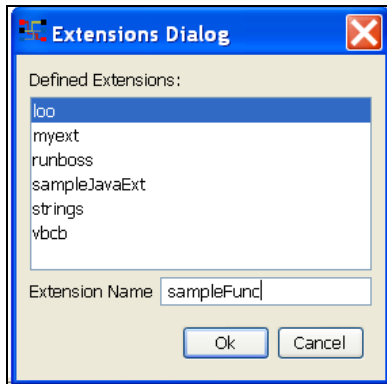 Extensions Dialog
Defined Extensions:
loo
myext
runboss
sampleJavaExt
strings
vbcb
Extension Name sampleFunc
Ok Cancel